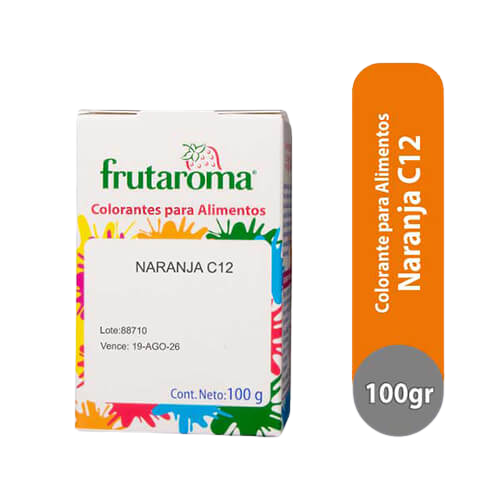 frutaroma®
Colorantes para Alimentos
NARANJA C12
Lote:88710
Vence: 19-AGO-26
Cont. Neto: 100 g
Colorante para Alimentos
Naranja C12
100gr